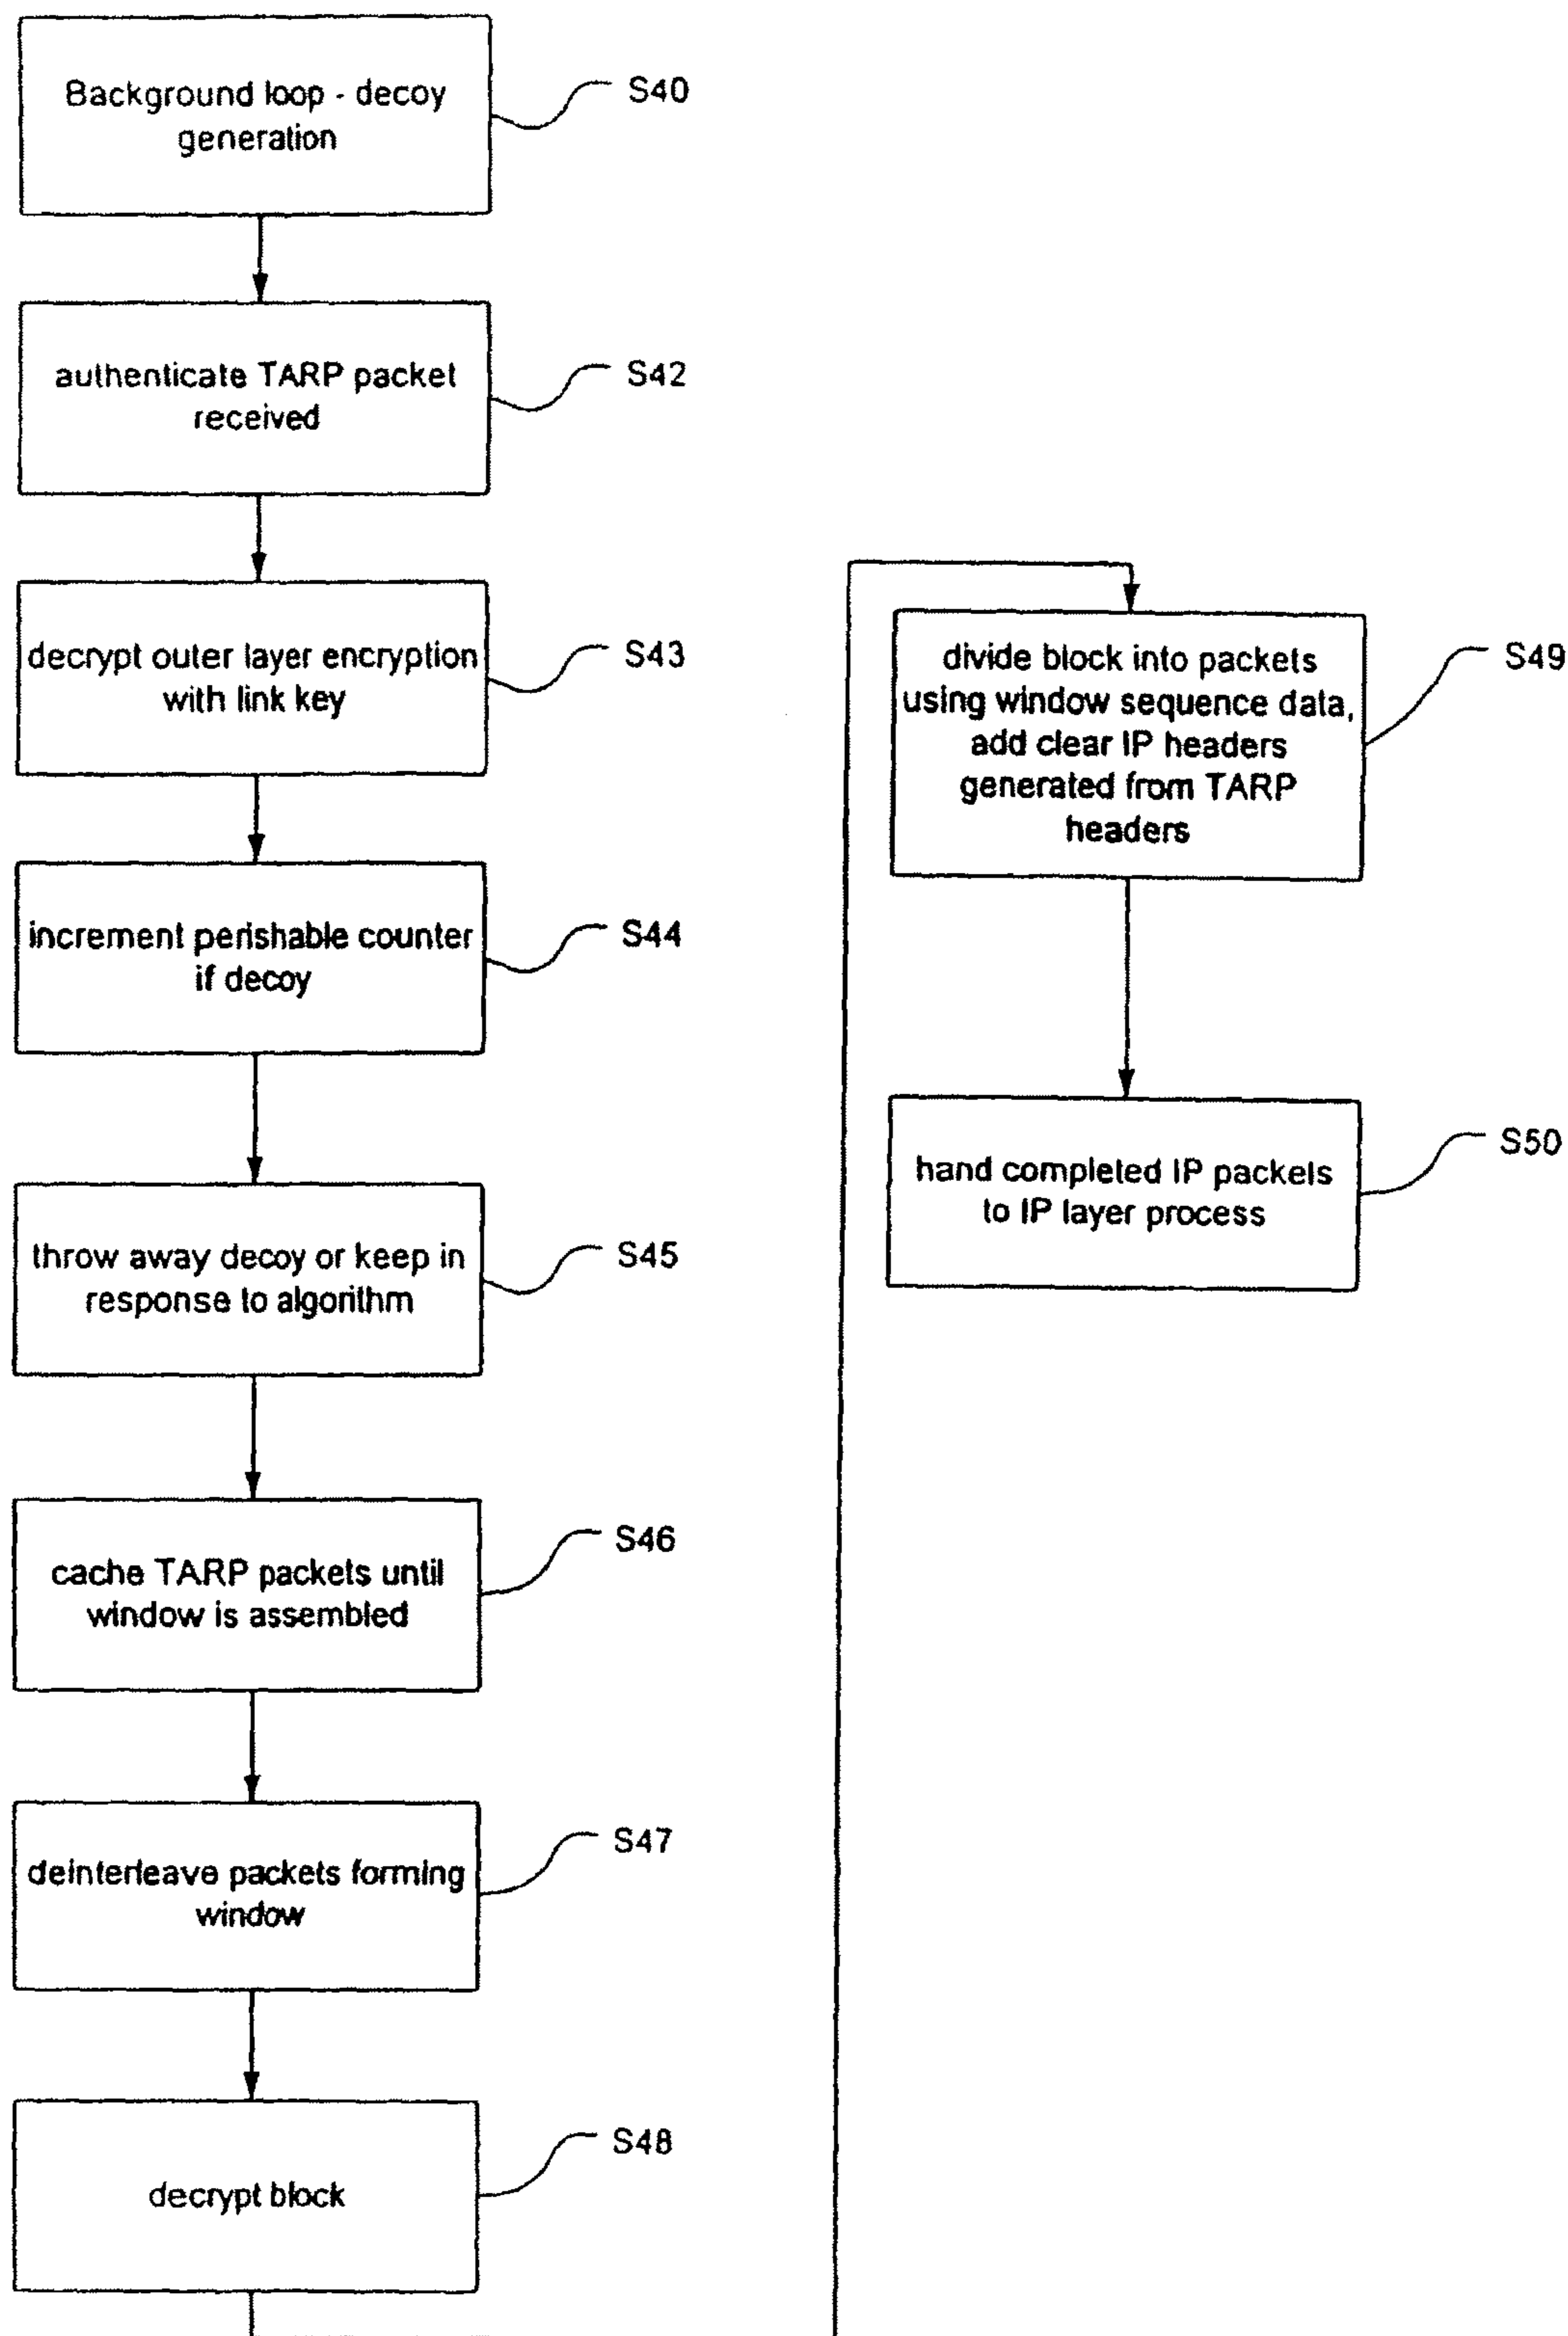 Background loop - decoy
generation
S40
authenticate TARP packet
received
S42
decrypt outer layer encryption
with link key
S43
increment perishable counter
if decoy
S44
throw away decoy or keep in
response to algorithm
S45
cache TARP packets until
window is assembled
S46
deinterleave packets forming
window
S47
decrypt block
S48
divide block into packets
using window sequence data,
add clear IP headers
generated from TARP
headers
S49
hand completed IP packets
to IP layer process
S50